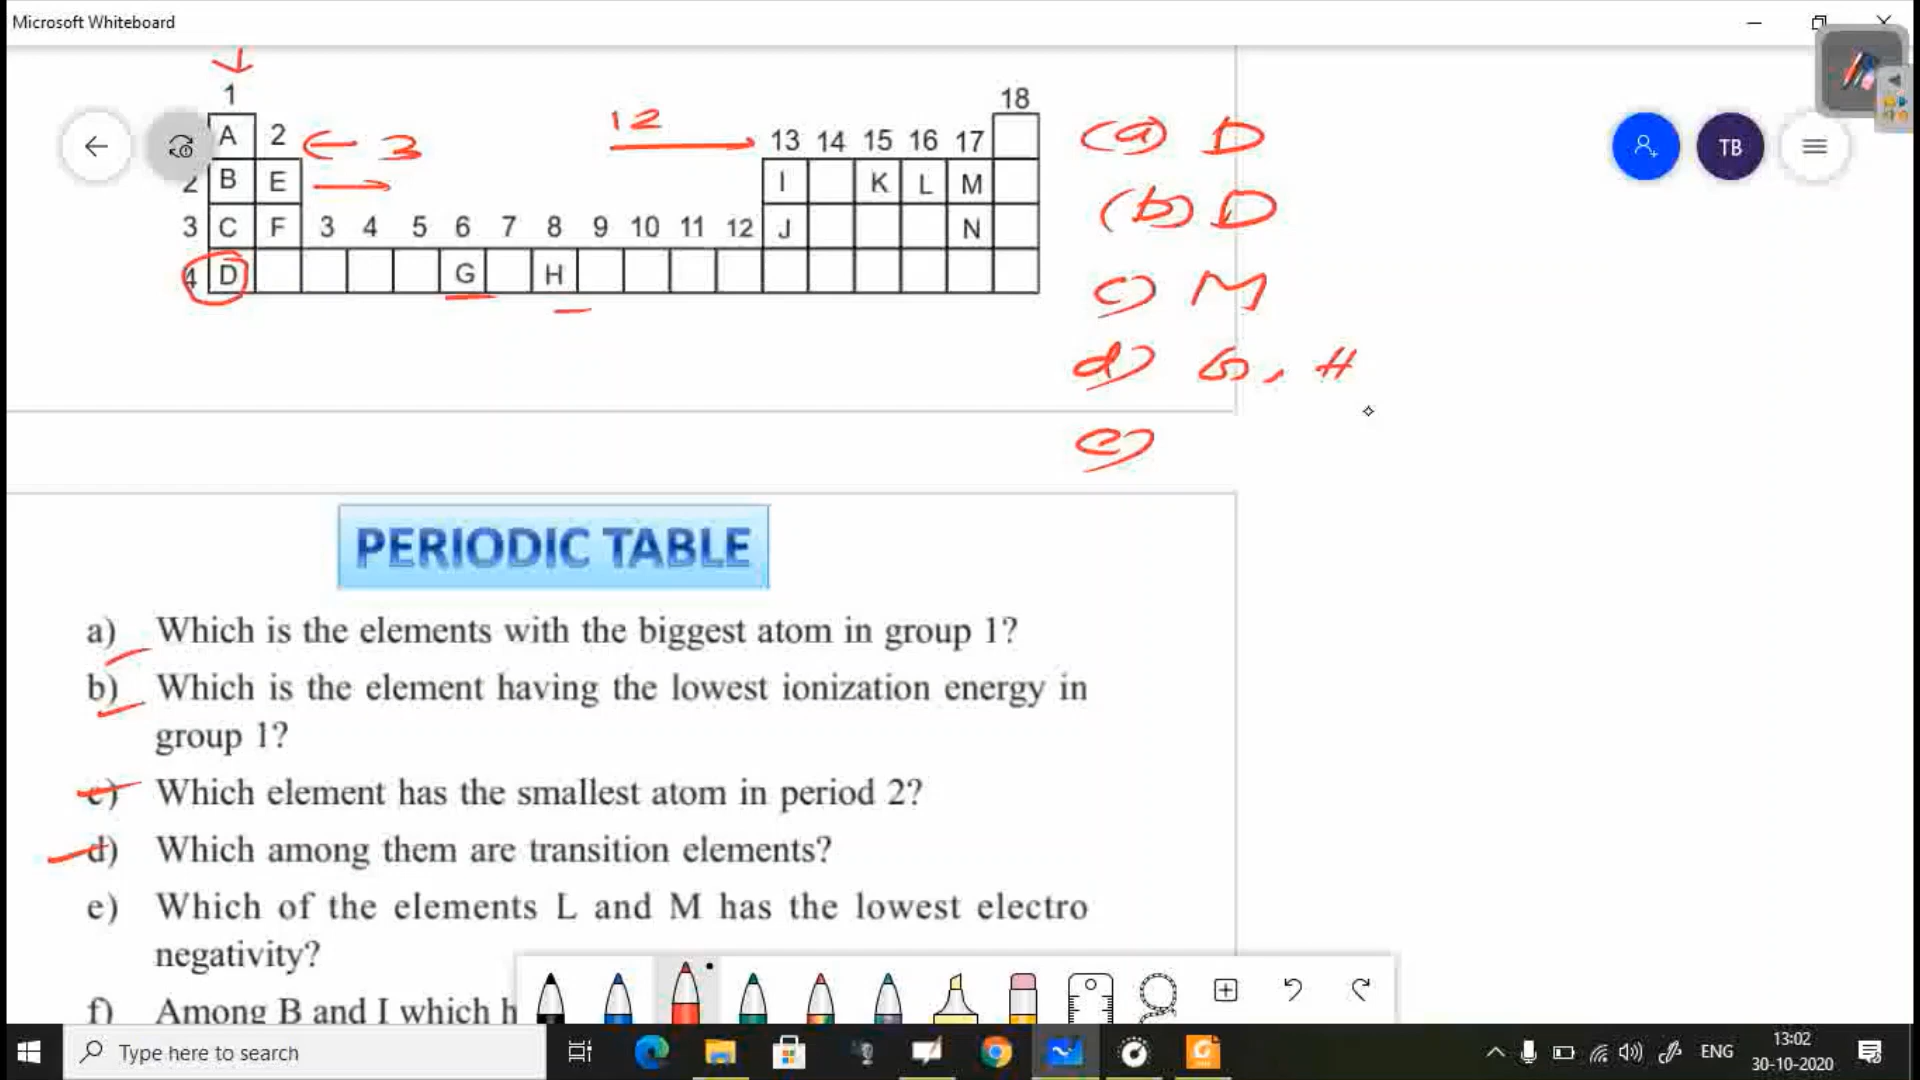 Microsoft Whiteboard
1 18
A 2 ← 3 12 13 14 15 16 17 (a) D
TB
2 B E I K L M (b) D
3 C F 3 4 5 6 7 8 9 10 11 12 J N
4 D G H c) M
d) G, H
e)
PERIODIC TABLE
a) Which is the elements with the biggest atom in group 1?
b) Which is the element having the lowest ionization energy in
group 1?
c) Which element has the smallest atom in period 2?
d) Which among them are transition elements?
e) Which of the elements L and M has the lowest electro
negativity?
f) Among B and I which h
Type here to search
ENG
13:02
30-10-2020